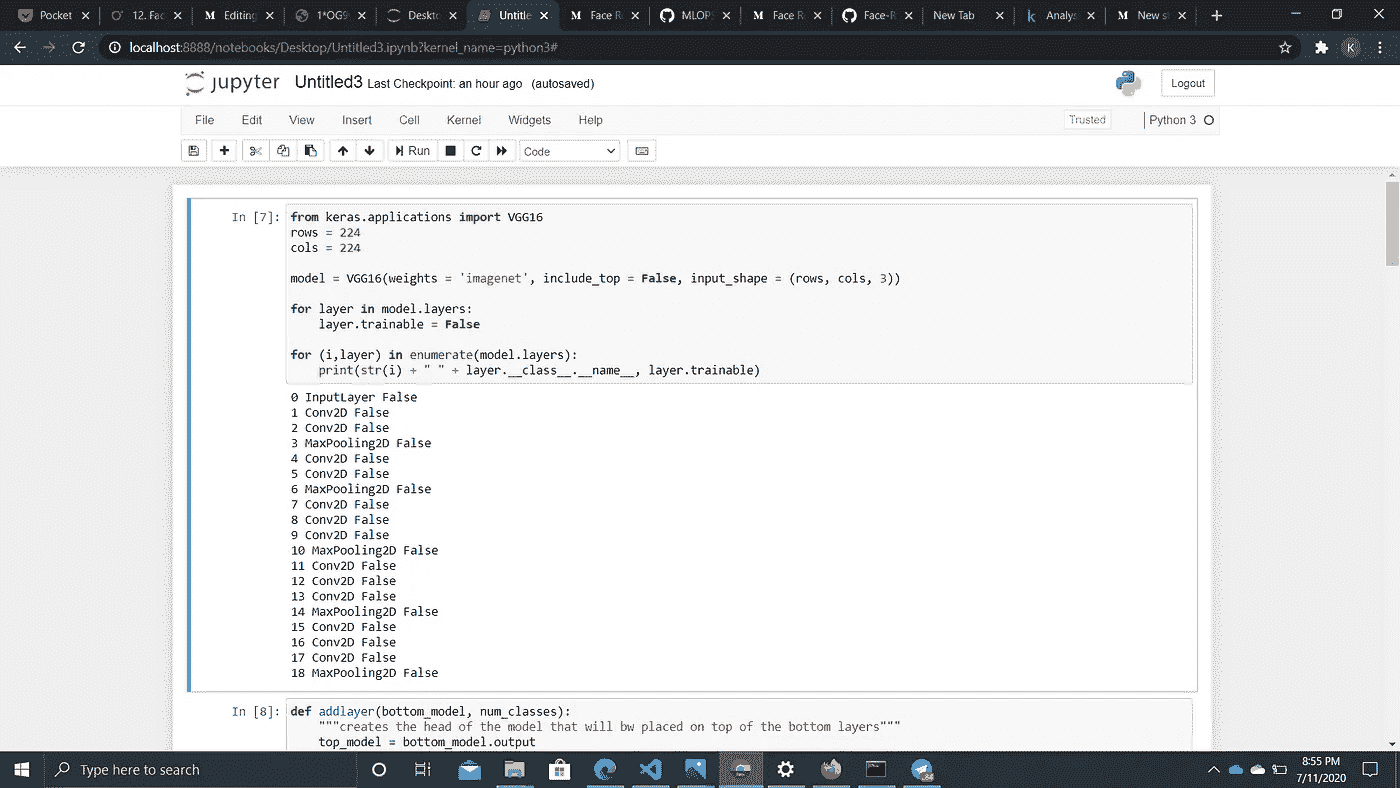 Pocket
12. Fac
Editing
1*OG9
Deskto
Untitle
Face R
MLOP
Face R
Face-R
New Tab
Analys
New s
localhost:8888/notebooks/Desktop/Untitled3.ipynb?kernel_name=python3#
K
jupyter Untitled3 Last Checkpoint: an hour ago (autosaved)
Logout
File Edit View Insert Cell Kernel Widgets Help
Trusted
Python 3
Run
Code
In [7]:
from keras.applications import VGG16
rows = 224
cols = 224
model = VGG16(weights = 'imagenet', include_top = False, input_shape = (rows, cols, 3))
for layer in model.layers:
layer.trainable = False
for (i,layer) in enumerate(model.layers):
print(str(i) + " " + layer.__class__.__name__, layer.trainable)
0 InputLayer False
1 Conv2D False
2 Conv2D False
3 MaxPooling2D False
4 Conv2D False
5 Conv2D False
6 MaxPooling2D False
7 Conv2D False
8 Conv2D False
9 Conv2D False
10 MaxPooling2D False
11 Conv2D False
12 Conv2D False
13 Conv2D False
14 MaxPooling2D False
15 Conv2D False
16 Conv2D False
17 Conv2D False
18 MaxPooling2D False
In [8]:
def addlayer(bottom_model, num_classes):
"""creates the head of the model that will bw placed on top of the bottom layers"""
top_model = bottom_model.output
Type here to search
84
8:55 PM
7/11/2020